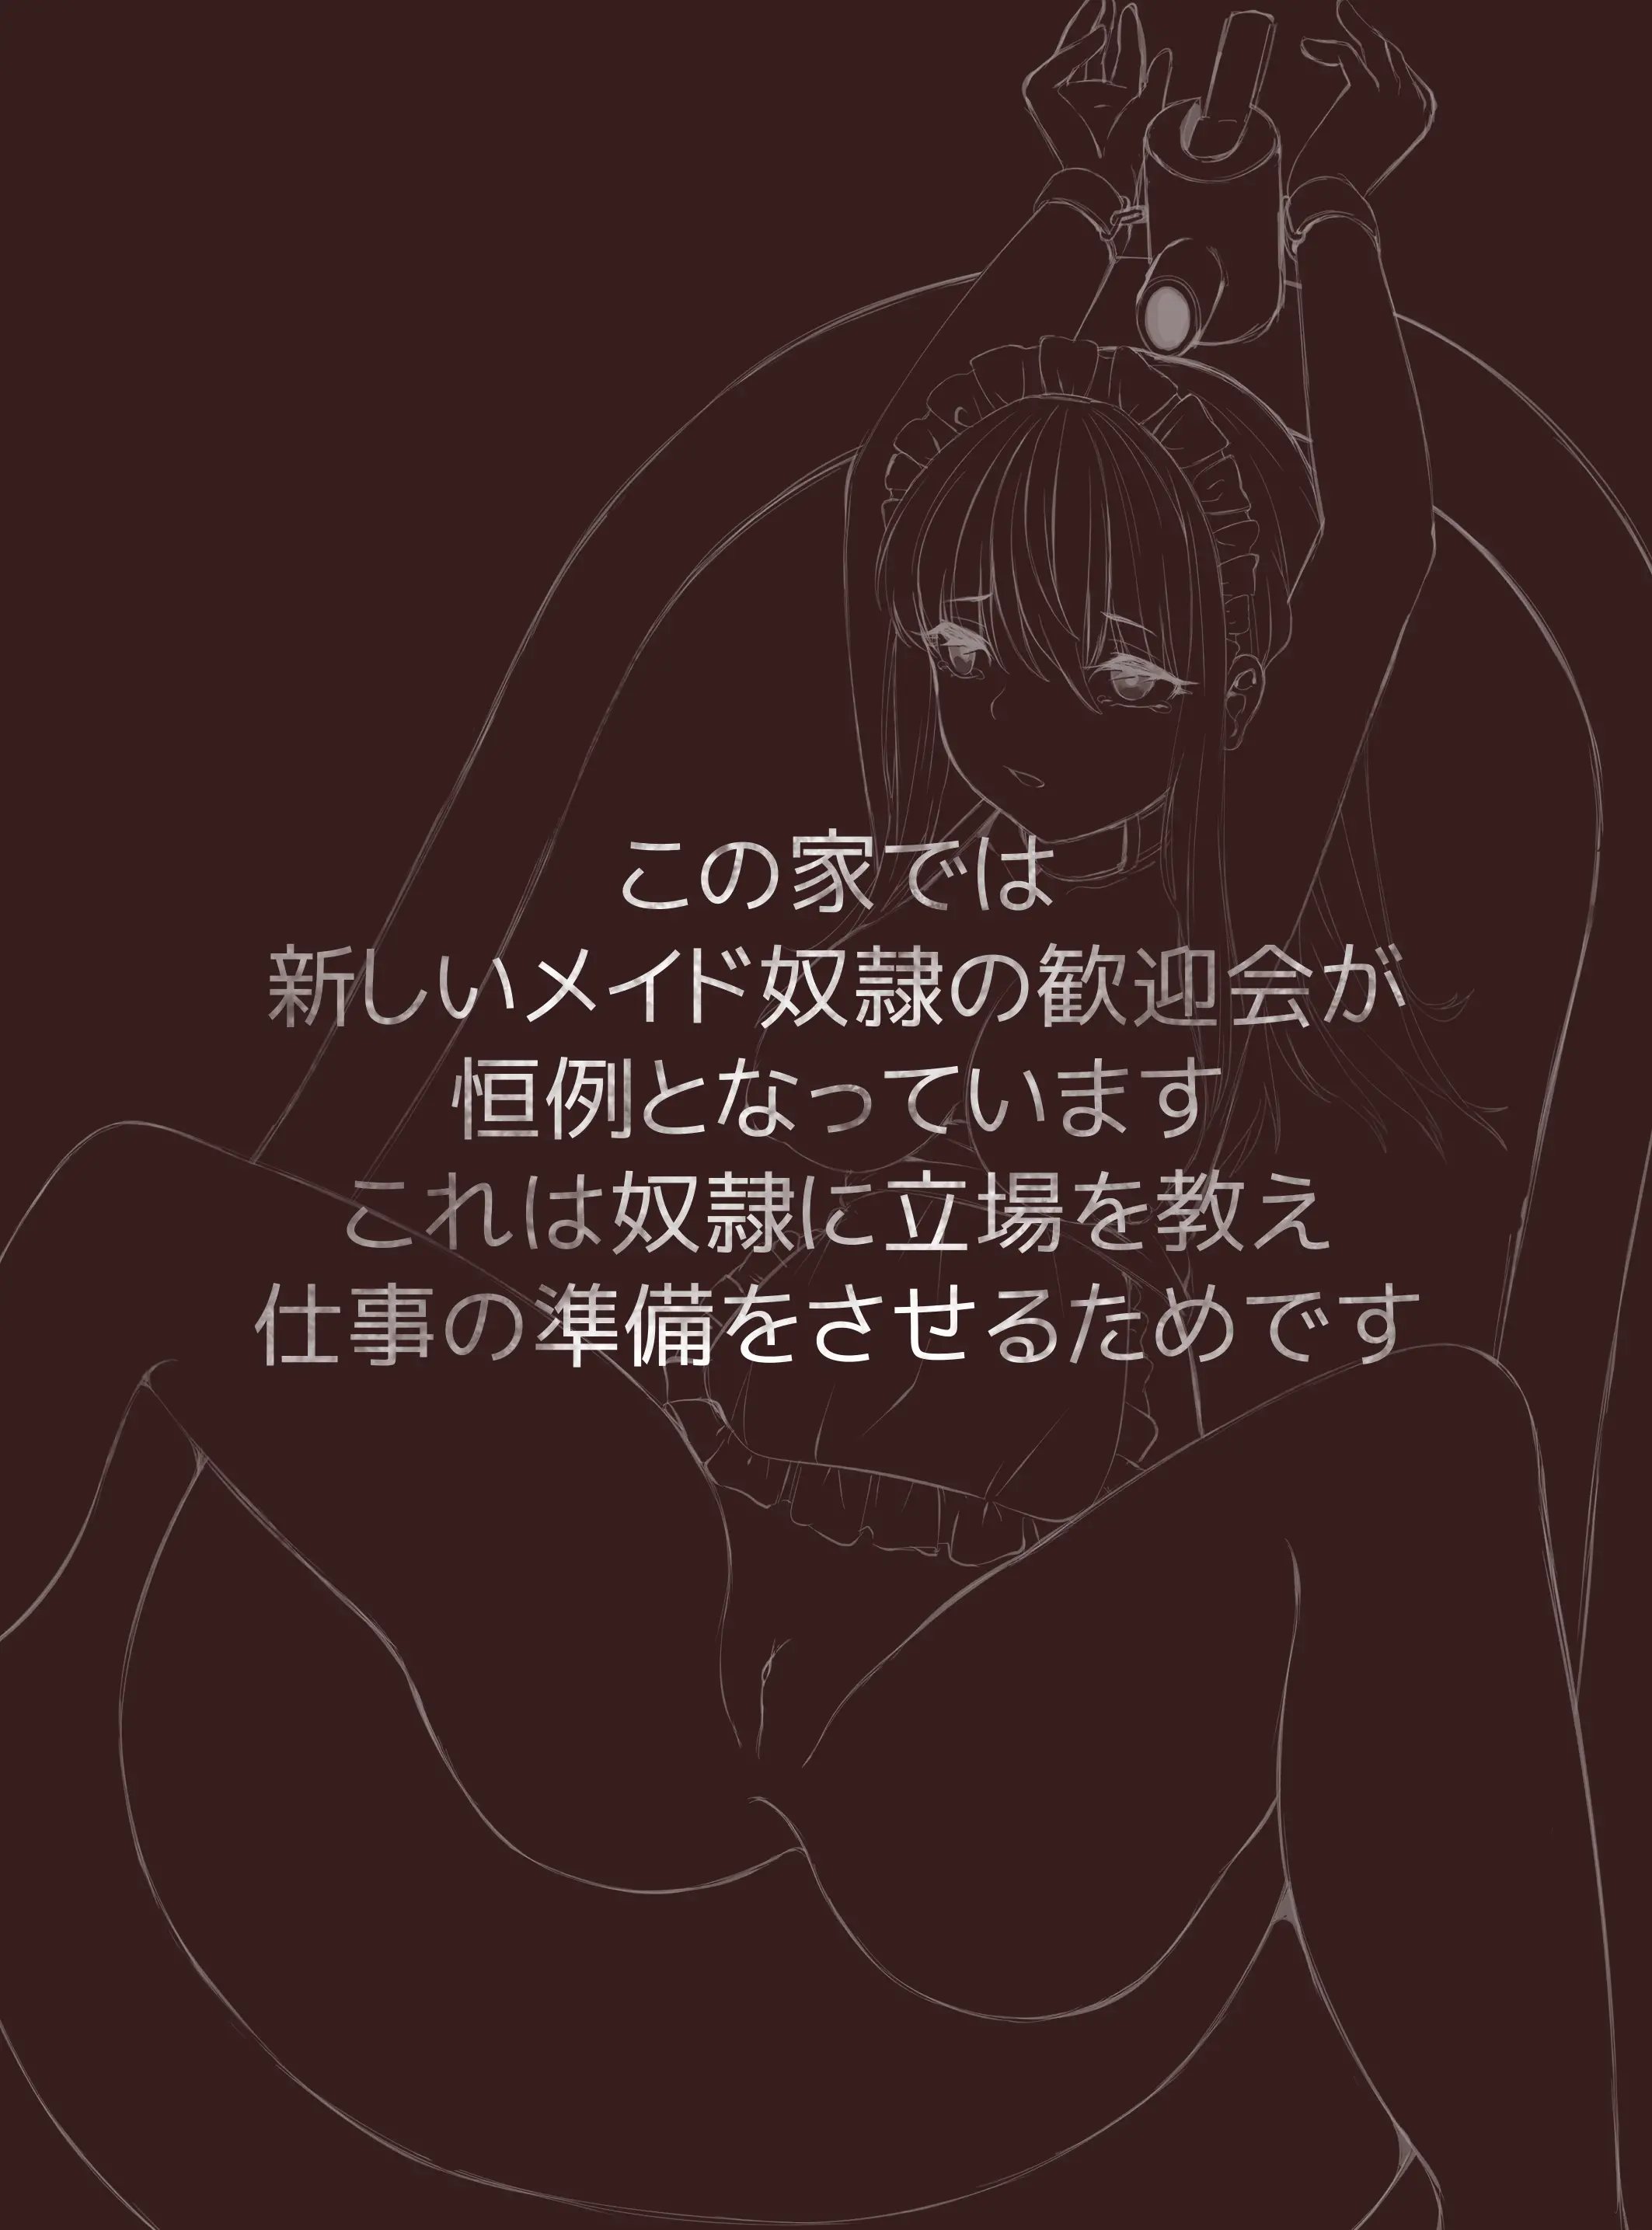 この家では
新しいメイド奴隷の歓迎会が
恒例となっています
これは奴隷に立場を教え
仕事の準備をさせるためです